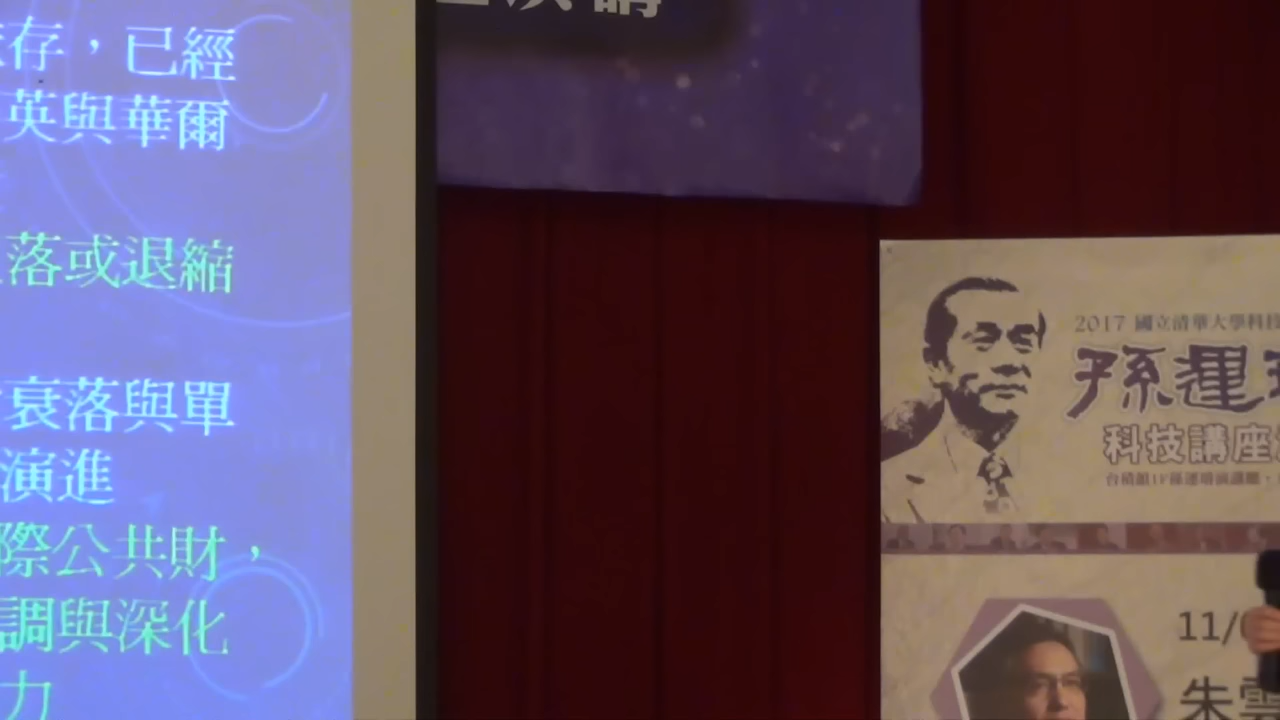 存，已經
英與華爾
落或退縮
衰落與單
演進
際公共財，
調與深化
力
演講
2017 國立清華大學科技
孫運
科技講座
11/
朱雲